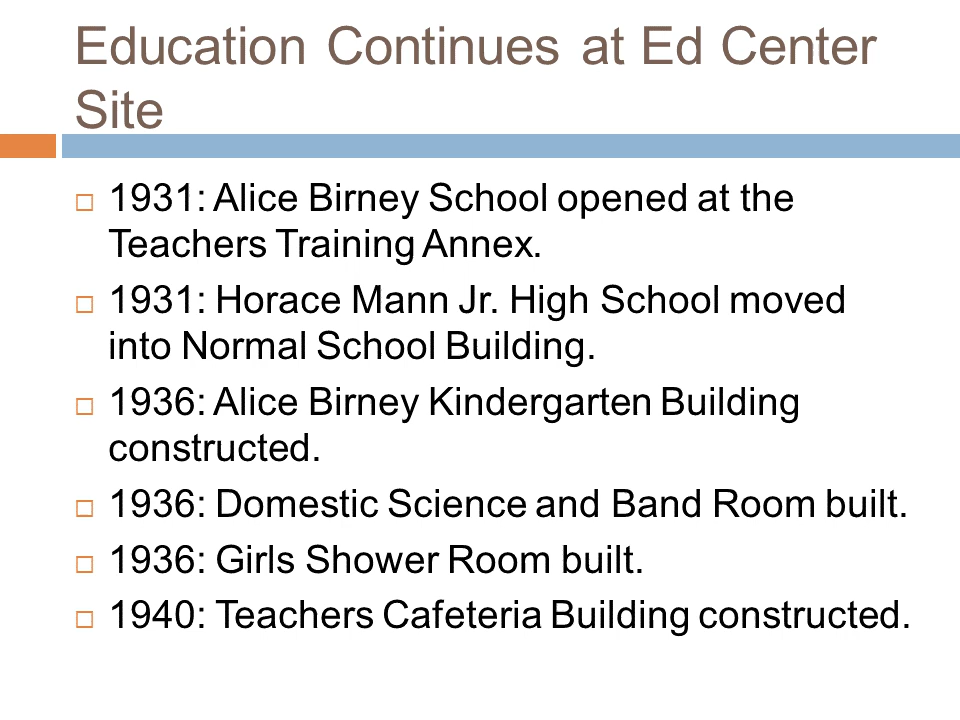 Education Continues at Ed Center
Site
1931: Alice Birney School opened at the
Teachers Training Annex.
1931: Horace Mann Jr. High School moved
into Normal School Building.
1936: Alice Birney Kindergarten Building
constructed.
1936: Domestic Science and Band Room built.
1936: Girls Shower Room built.
1940: Teachers Cafeteria Building constructed.